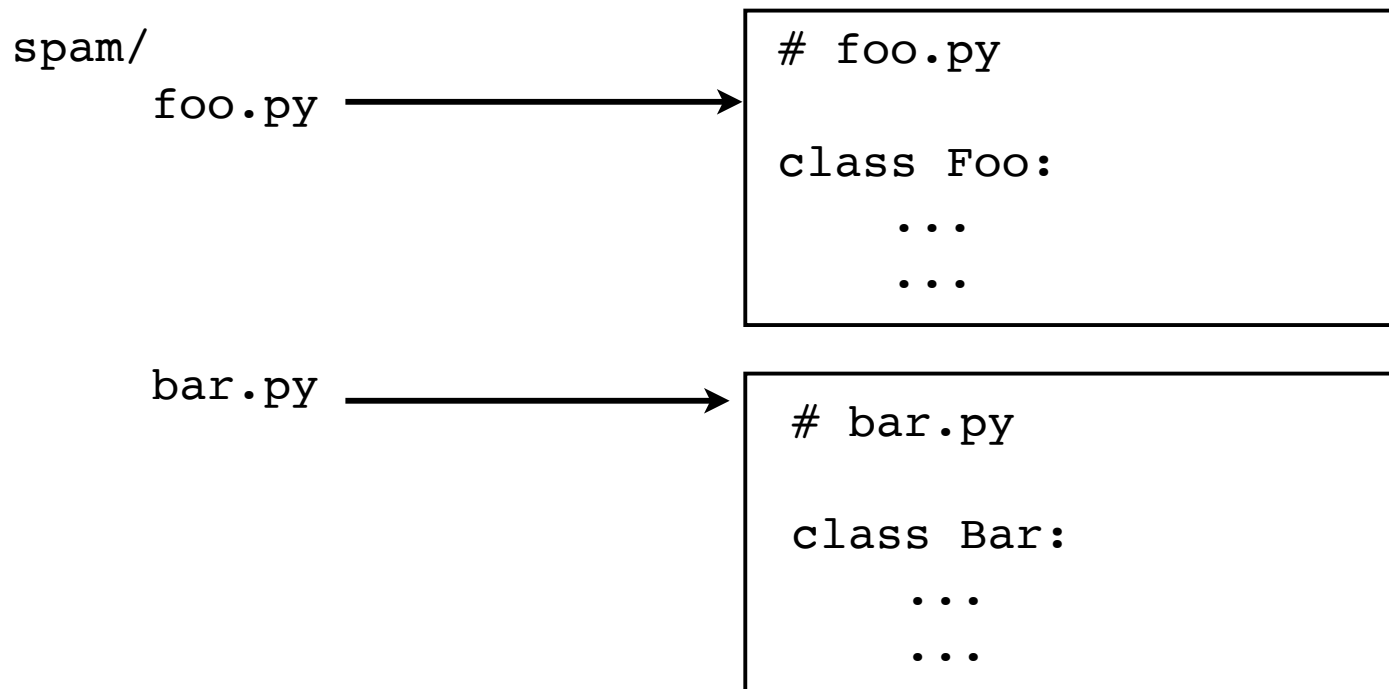 spam/
foo.py
# foo.py
class Foo:
...
...
bar.py
# bar.py
class Bar:
...
...